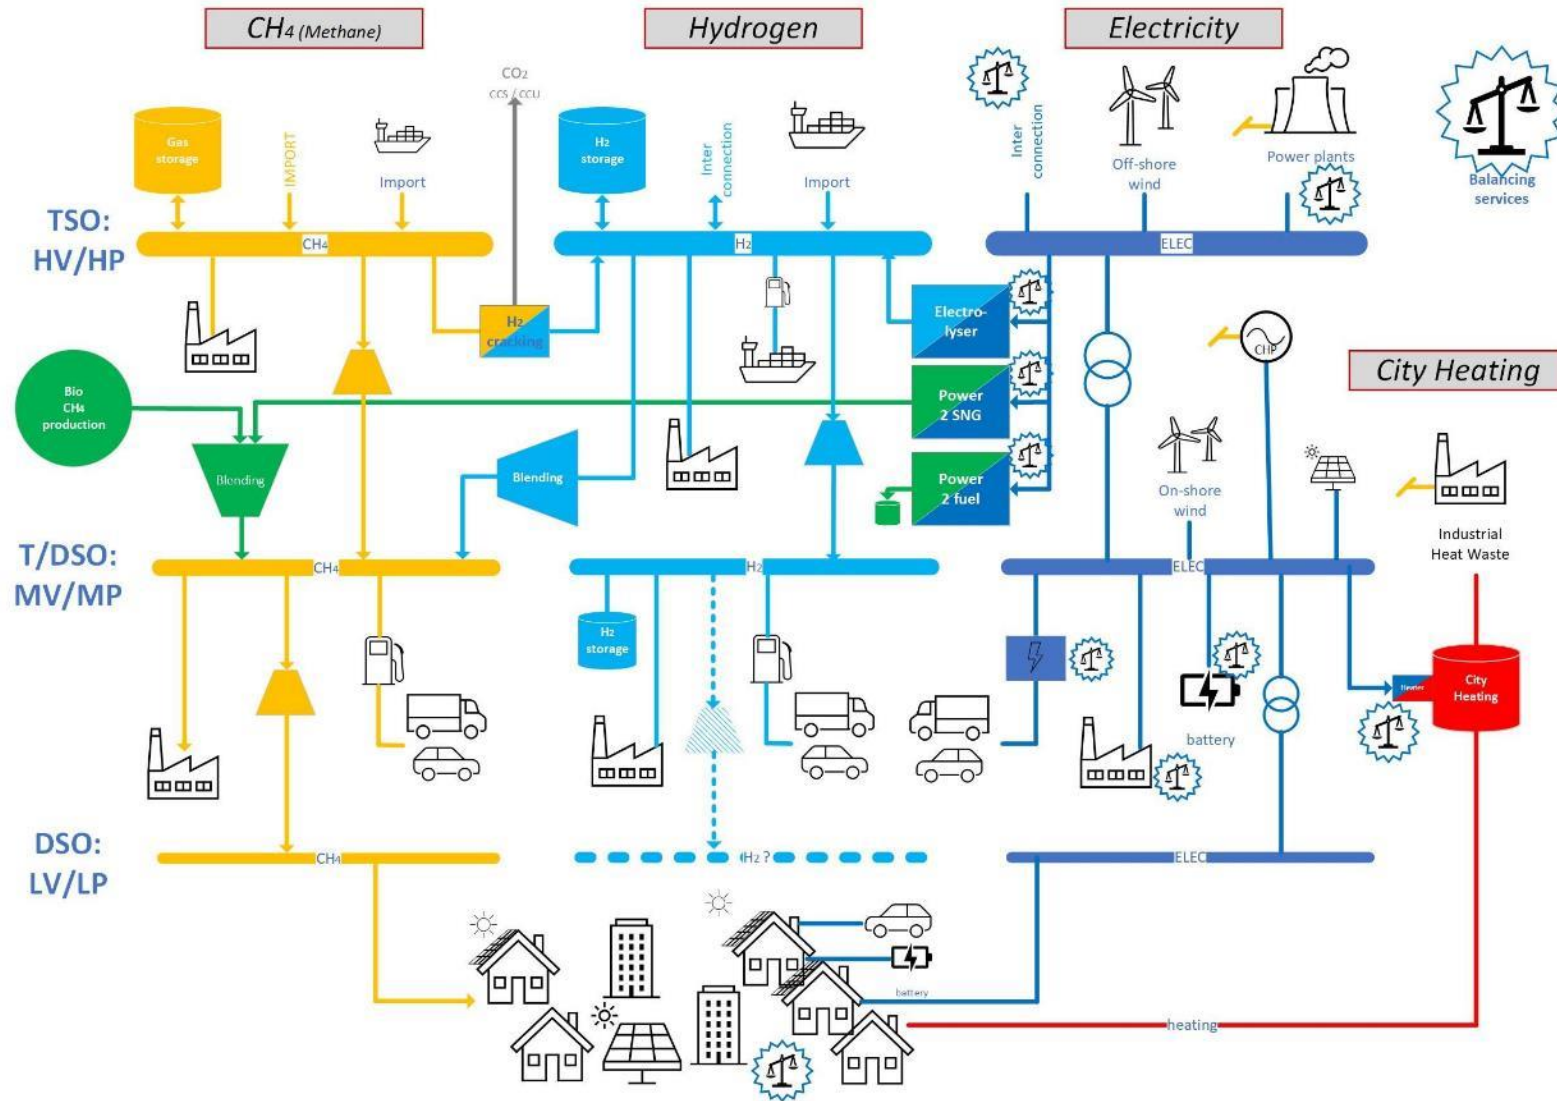 CH4 (Methane)
Hydrogen
Electricity
CO2
CCS / CCU
Gas
storage
IMPORT
Import
H2
storage
Inter
connection
Import
Inter
connection
Off-shore
wind
Power plants
Balancing
services
TSO:
HV/HP
CH4
H2
ELEC
H2
cracking
Electro-
lyser
CHP
City Heating
Bio
CH4
production
Power
2 SNG
Blending
Blending
Power
2 fuel
On-shore
wind
Industrial
Heat Waste
T/DSO:
MV/MP
CH4
H2
ELEC
H2
storage
Heater
City
Heating
battery
DSO:
LV/LP
CH4
H2 ?
ELEC
battery
heating